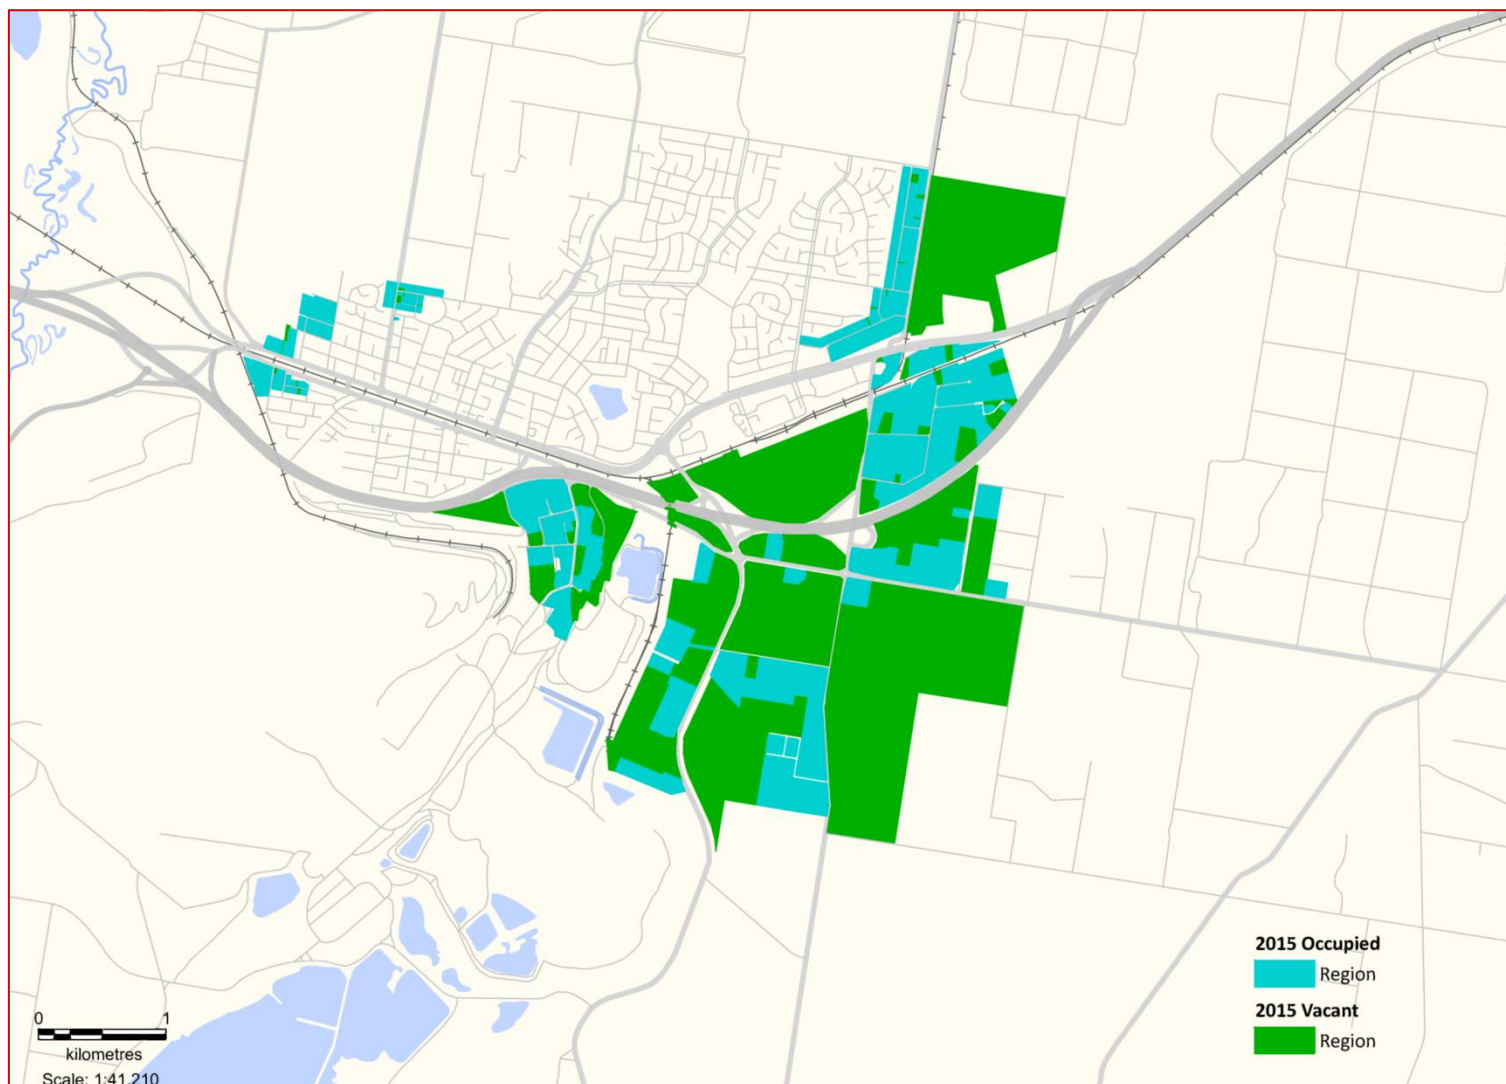 2015 Occupied
Region
2015 Vacant
Region
0 1
kilometres
Scale: 1:41,210